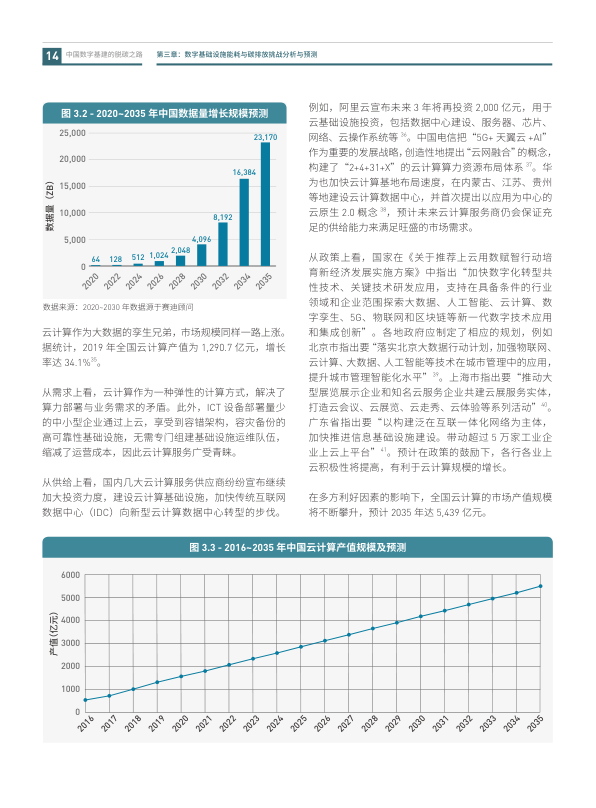 14 中国数字基建的脱碳之路 第三章：数字基础设施能耗与碳排放挑战分析与预测
图 3.2 - 2020~2035 年中国数据量增长规模预测
数据量（ZB）
25,000
20,000
15,000
10,000
5,000
0
64
128
512
1,024
2,048
4,096
8,192
16,384
23,170
2020
2022
2024
2026
2028
2030
2032
2034
2035
数据来源：2020~2030 年数据源于赛迪顾问
云计算作为大数据的孪生兄弟，市场规模同样一路上涨。
据统计，2019 年全国云计算产值为 1,290.7 亿元，增长
率达 34.1%³⁵。
从需求上看，云计算作为一种弹性的计算方式，解决了
算力部署与业务需求的矛盾。此外，ICT 设备部署量少
的中小型企业通过上云，享受到容错架构，容灾备份的
高可靠性基础设施，无需专门组建基础设施运维队伍，
缩减了运营成本，因此云计算服务广受青睐。
从供给上看，国内几大云计算服务供应商纷纷宣布继续
加大投资力度，建设云计算基础设施，加快传统互联网
数据中心（IDC）向新型云计算数据中心转型的步伐。
例如，阿里云宣布未来 3 年将再投资 2,000 亿元，用于
云基础设施投资，包括数据中心建设、服务器、芯片、
网络、云操作系统等³⁶。中国电信把“5G+ 天翼云 +AI”
作为重要的发展战略，创造性地提出“云网融合”的概念，
构建了“2+4+31+X”的云计算算力资源布局体系³⁷。华
为也加快云计算基地布局速度，在内蒙古、江苏、贵州
等地建设云计算数据中心，并首次提出以应用为中心的
云原生 2.0 概念³⁸，预计未来云计算服务商仍会保证充
足的供给能力来满足旺盛的市场需求。
从政策上看，国家在《关于推荐上云用数赋智行动培
育新经济发展实施方案》中指出“加快数字化转型共
性技术、关键技术研发应用，支持在具备条件的行业
领域和企业范围探索大数据、人工智能、云计算、数
字孪生、5G、物联网和区块链等新一代数字技术应用
和集成创新”。各地政府应制定了相应的规划，例如
北京市指出要“落实北京大数据行动计划，加强物联网、
云计算、大数据、人工智能等技术在城市管理中的应用，
提升城市管理智能化水平”³⁹。上海市指出要“推动大
型展览展示企业和知名云服务企业共建云展服务实体，
打造云会议、云展览、云走秀、云体验等系列活动”⁴⁰。
广东省指出要“以构建泛在互联一体化网络为主体，
加快推进信息基础设施建设。带动超过 5 万家工业企
业上云上平台”⁴¹。预计在政策的鼓励下，各行各业上
云积极性将提高，有利于云计算规模的增长。
在多方利好因素的影响下，全国云计算的市场产值规模
将不断攀升，预计 2035 年达 5,439 亿元。
图 3.3 - 2016~2035 年中国云计算产值规模及预测
产值(亿元)
6000
5000
4000
3000
2000
1000
0
2016
2017
2018
2019
2020
2021
2022
2023
2024
2025
2026
2027
2028
2029
2030
2031
2032
2033
2034
2035